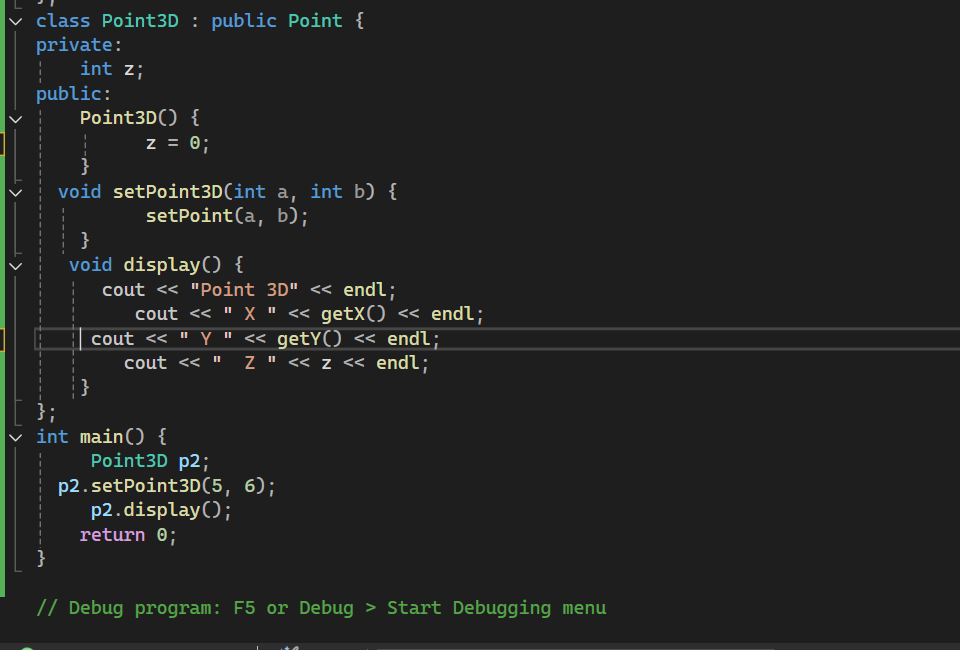 };
class Point3D : public Point {
private:
    int z;
public:
    Point3D() {
          z = 0;
    }
  void setPoint3D(int a, int b) {
          setPoint(a, b);
    }
   void display() {
      cout << "Point 3D" << endl;
         cout << " X " << getX() << endl;
     cout << " Y " << getY() << endl;
        cout << "  Z " << z << endl;
    }
};
int main() {
     Point3D p2;
  p2.setPoint3D(5, 6);
     p2.display();
    return 0;
}
// Debug program: F5 or Debug > Start Debugging menu